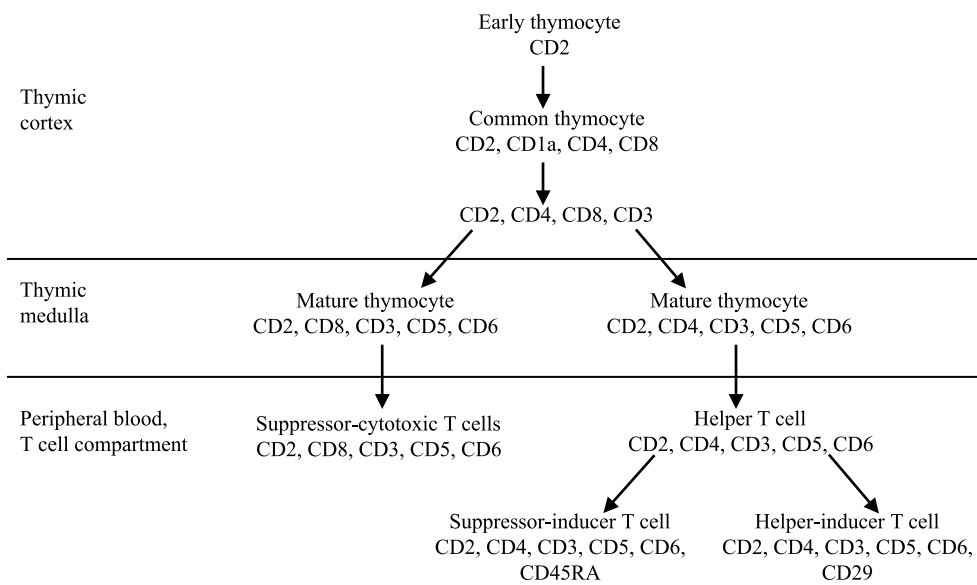 Early thymocyte
CD2
Thymic
cortex
Common thymocyte
CD2, CD1a, CD4, CD8
CD2, CD4, CD8, CD3
Thymic
medulla
Mature thymocyte
CD2, CD8, CD3, CD5, CD6
Mature thymocyte
CD2, CD4, CD3, CD5, CD6
Peripheral blood,
T cell compartment
Suppressor-cytotoxic T cells
CD2, CD8, CD3, CD5, CD6
Helper T cell
CD2, CD4, CD3, CD5, CD6
Suppressor-inducer T cell
CD2, CD4, CD3, CD5, CD6,
CD45RA
Helper-inducer T cell
CD2, CD4, CD3, CD5, CD6,
CD29